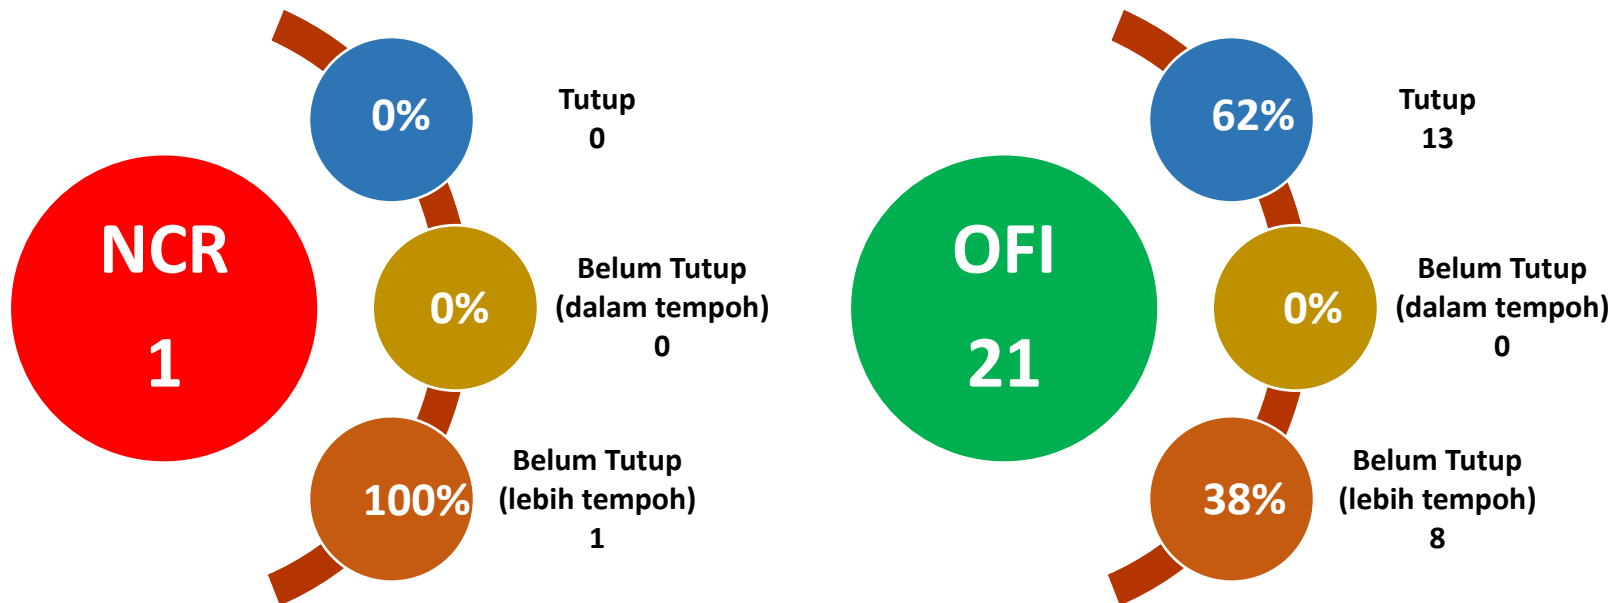 NCR
1
0%
Tutup
0
0%
Belum Tutup
(dalam tempoh)
0
100%
Belum Tutup
(lebih tempoh)
1
OFI
21
62%
Tutup
13
0%
Belum Tutup
(dalam tempoh)
0
38%
Belum Tutup
(lebih tempoh)
8